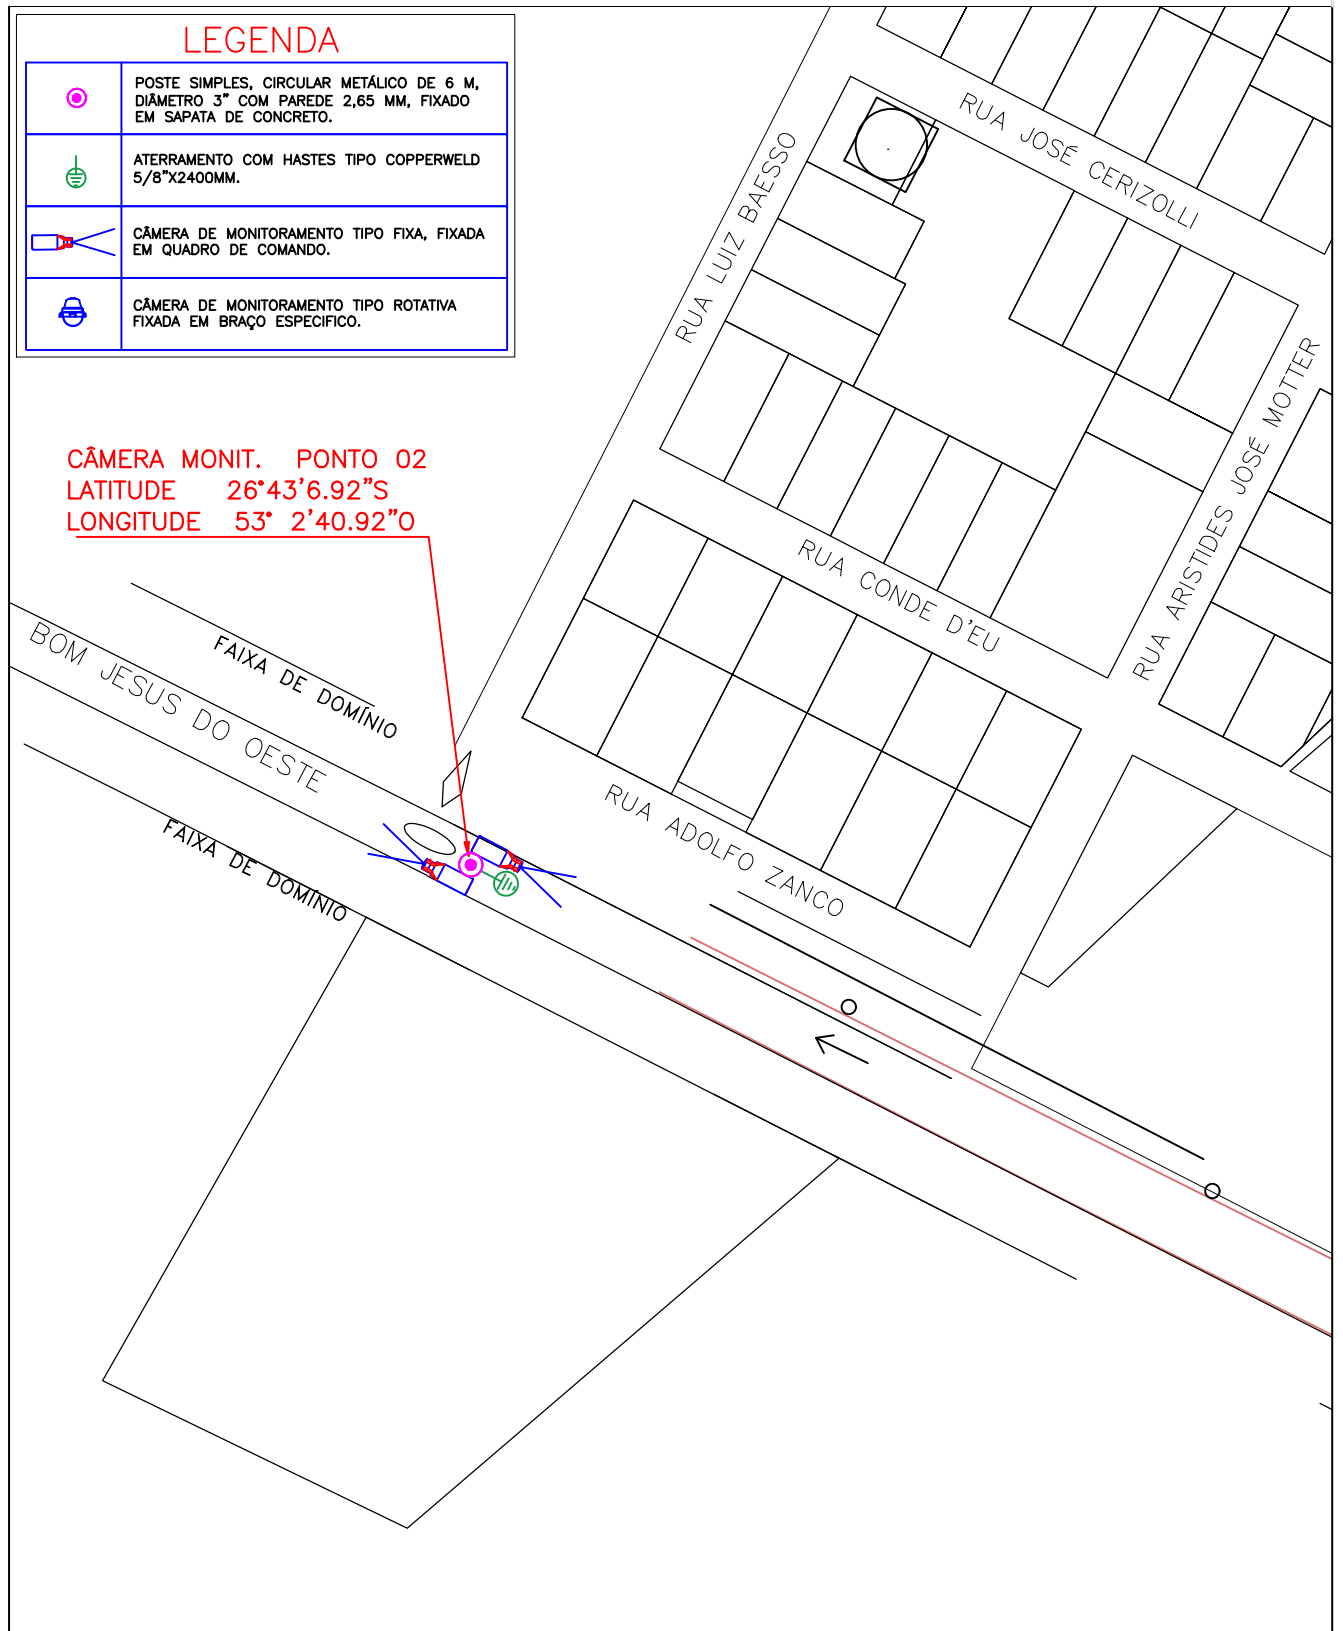 LEGENDA
POSTE SIMPLES, CIRCULAR METÁLICO DE 6 M,
DIÂMETRO 3" COM PAREDE 2,65 MM, FIXADO
EM SAPATA DE CONCRETO.
ATERRAMENTO COM HASTES TIPO COPPERWELD
5/8"X2400MM.
CÂMERA DE MONITORAMENTO TIPO FIXA, FIXADA
EM QUADRO DE COMANDO.
CÂMERA DE MONITORAMENTO TIPO ROTATIVA
FIXADA EM BRAÇO ESPECIFICO.
RUA JOSÉ CERIZOLLI
RUA LUIZ BAESSO
RUA ARISTIDES JOSÉ MOTTER
CÂMERA MONIT. PONTO 02
LATITUDE 26°43'6.92"S
LONGITUDE 53° 2'40.92"O
RUA CONDE D'EU
FAIXA DE DOMÍNIO
BOM JESUS DO OESTE
RUA ADOLFO ZANCO
FAIXA DE DOMÍNIO